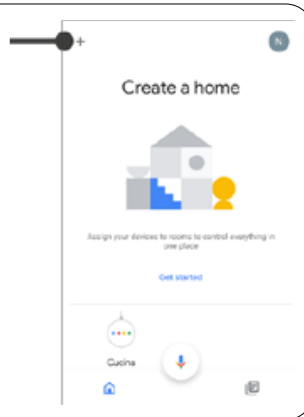 +
N
Create a home
Assign your devices to rooms to control everything in
one place
Get started
Cucina